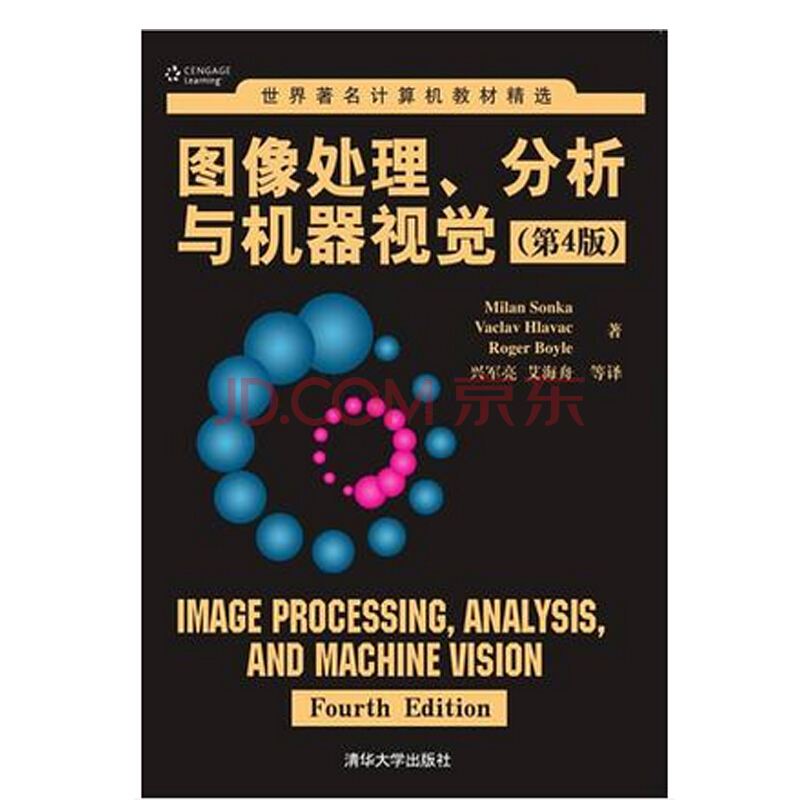 CENGAGE
Learning™
世界著名计算机教材精选
图像处理、分析
与机器视觉（第4版）
Milan Sonka
Vaclav Hlavac
Roger Boyle
著
兴军亮 艾海舟 等译
JD.COM 京东
IMAGE PROCESSING, ANALYSIS,
AND MACHINE VISION
Fourth Edition
清华大学出版社